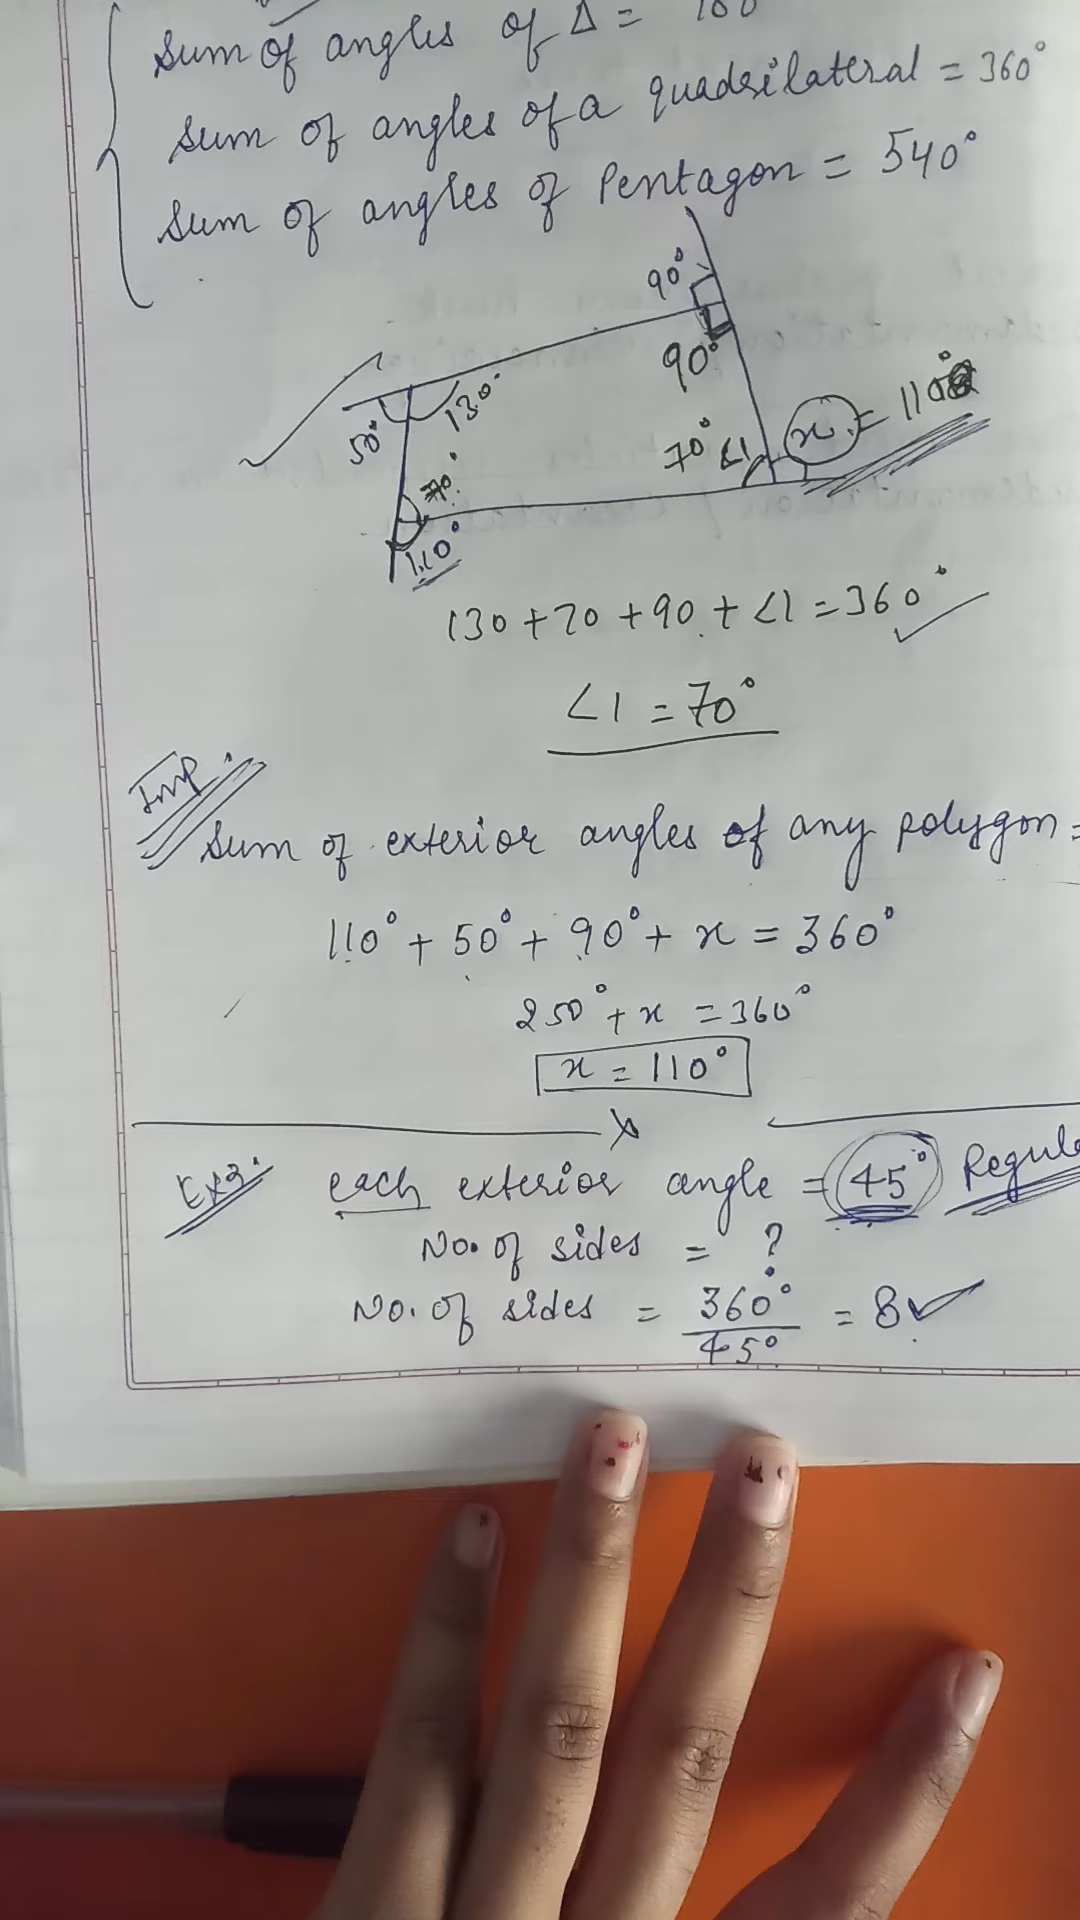 Sum of angles of Δ = 180
Sum of angles of a quadrilateral = 360°
Sum of angles of Pentagon = 540°
90°
90°
50° 130°
70° ∠1 x = 110°
70°
110°
130 + 70 + 90 + ∠1 = 360°
∠1 = 70°
Imp.
Sum of exterior angles of any polygon =
110° + 50° + 90° + x = 360°
250° + x = 360°
x = 110°
Ex3. each exterior angle = 45° Regul
No. of sides = ?
No. of sides = 360°/45° = 8